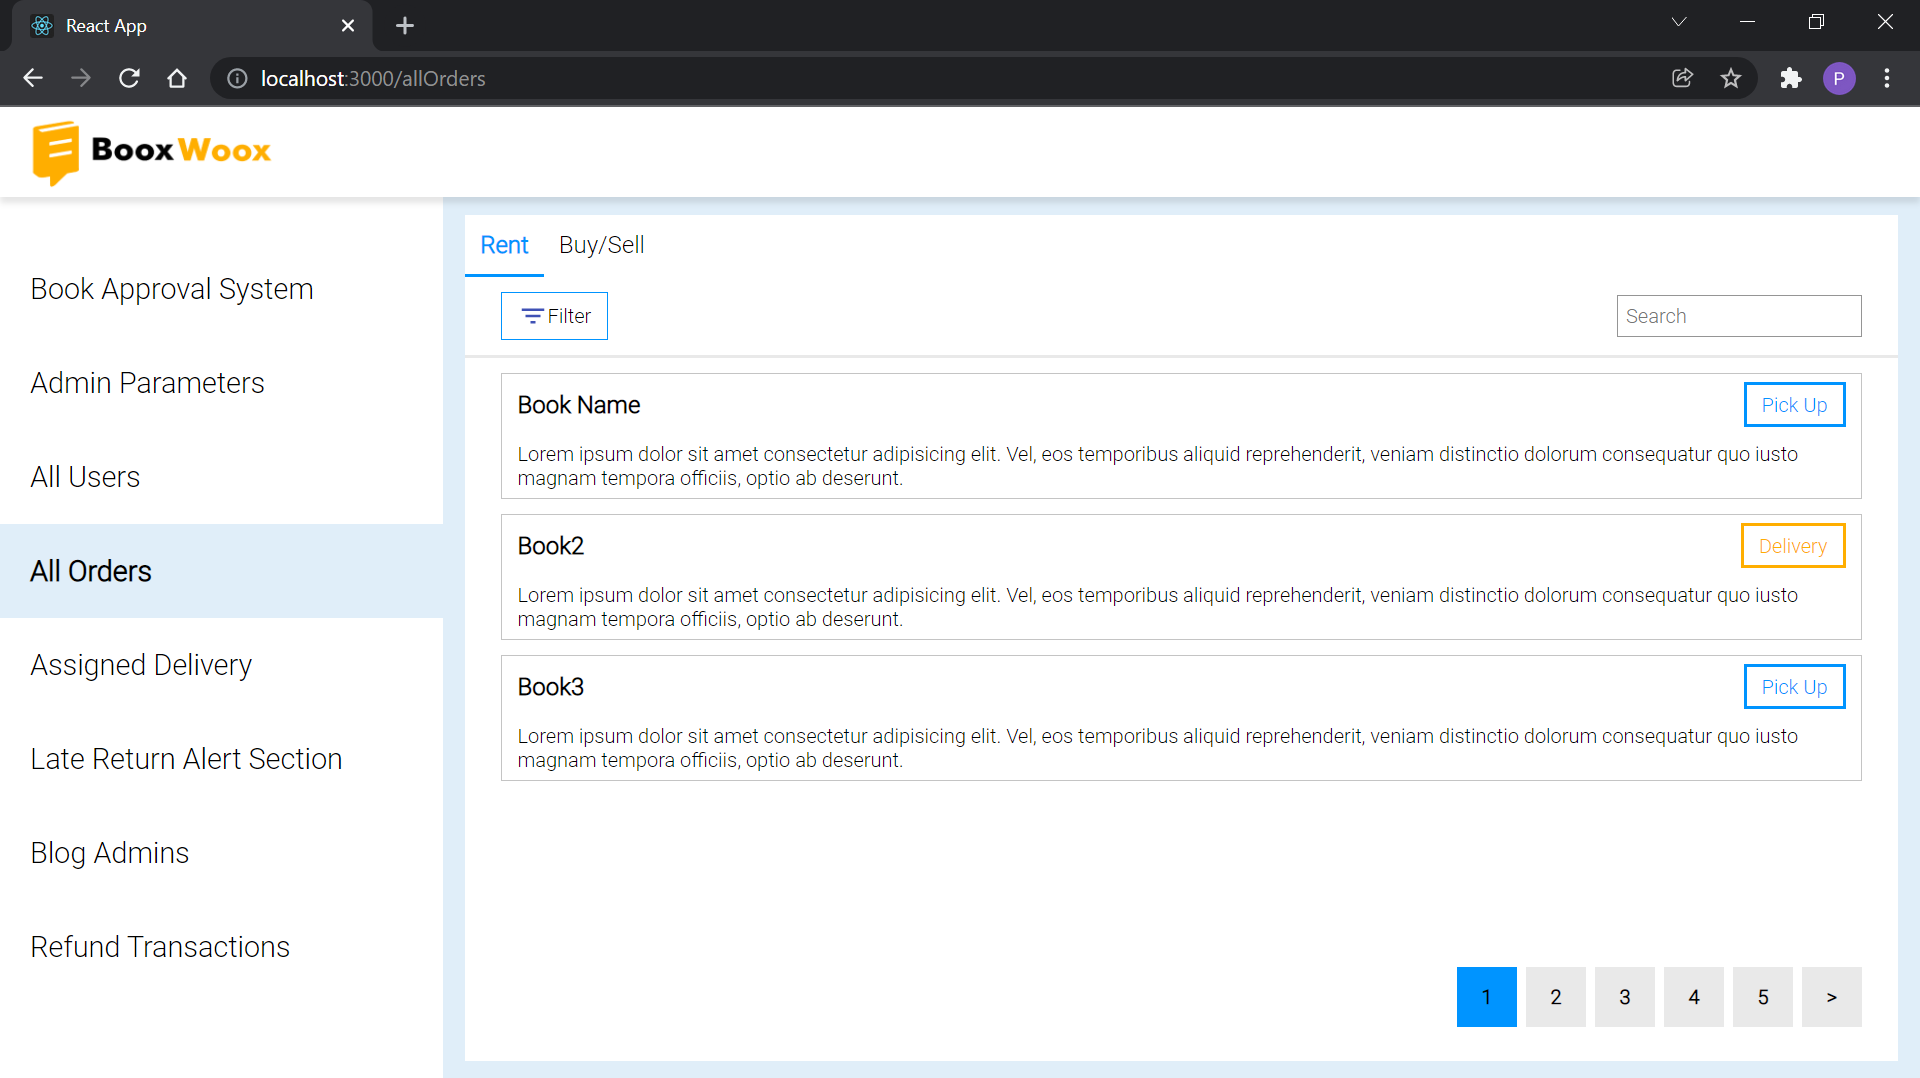 React App
localhost:3000/allOrders
P
BooxWoox
Book Approval System
Admin Parameters
All Users
All Orders
Assigned Delivery
Late Return Alert Section
Blog Admins
Refund Transactions
Rent Buy/Sell
Filter
Search
Book Name
Pick Up
Lorem ipsum dolor sit amet consectetur adipisicing elit. Vel, eos temporibus aliquid reprehenderit, veniam distinctio dolorum consequatur quo iusto
magnam tempora officiis, optio ab deserunt.
Book2
Delivery
Lorem ipsum dolor sit amet consectetur adipisicing elit. Vel, eos temporibus aliquid reprehenderit, veniam distinctio dolorum consequatur quo iusto
magnam tempora officiis, optio ab deserunt.
Book3
Pick Up
Lorem ipsum dolor sit amet consectetur adipisicing elit. Vel, eos temporibus aliquid reprehenderit, veniam distinctio dolorum consequatur quo iusto
magnam tempora officiis, optio ab deserunt.
1 2 3 4 5 >